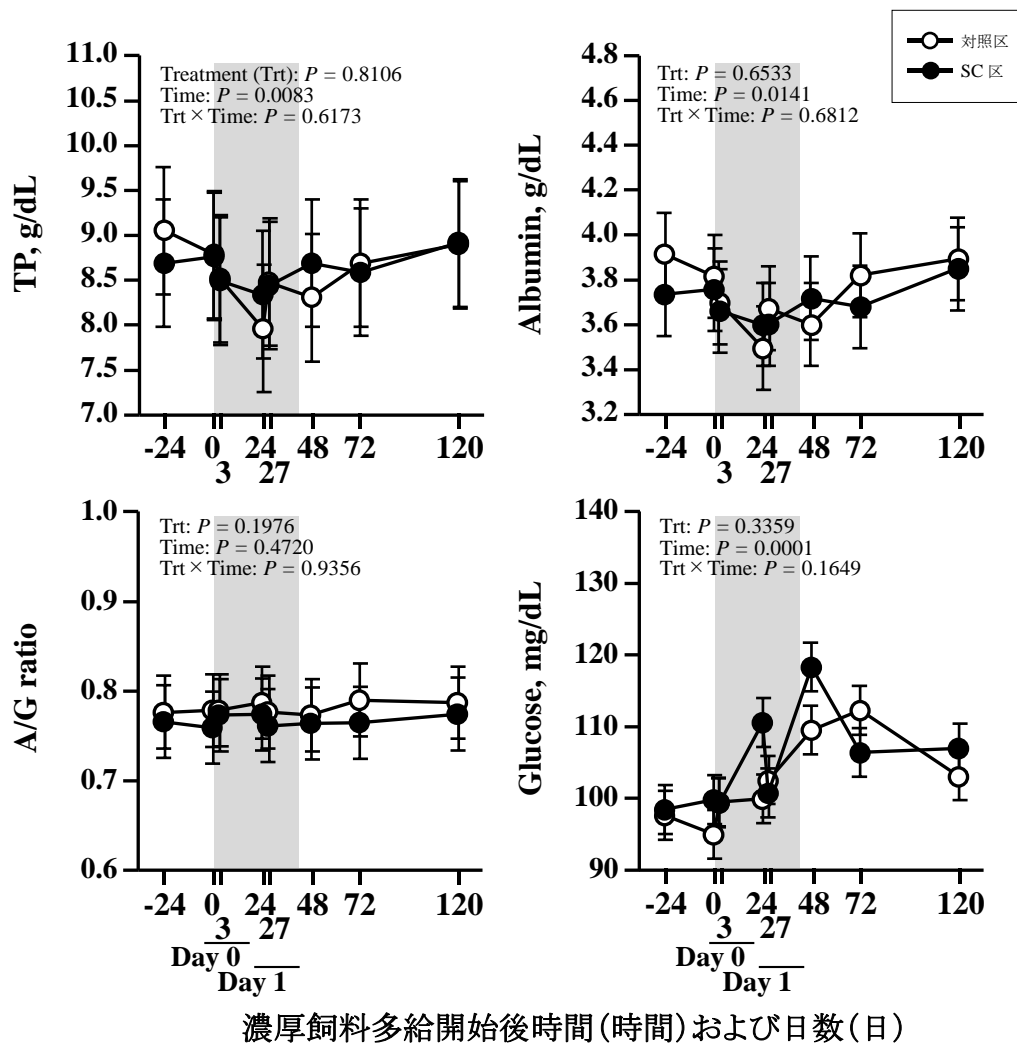 対照区
SC 区
11.0
10.5
10.0
9.5
9.0
8.5
8.0
7.5
7.0
TP, g/dL
Treatment (Trt): P = 0.8106
Time: P = 0.0083
Trt × Time: P = 0.6173
-24 0 24 48 72 120
3 27
4.8
4.6
4.4
4.2
4.0
3.8
3.6
3.4
3.2
Albumin, g/dL
Trt: P = 0.6533
Time: P = 0.0141
Trt × Time: P = 0.6812
-24 0 24 48 72 120
3 27
1.0
0.9
0.8
0.7
0.6
A/G ratio
Trt: P = 0.1976
Time: P = 0.4720
Trt × Time: P = 0.9356
-24 0 24 48 72 120
3 27
Day 0
Day 1
140
130
120
110
100
90
Glucose, mg/dL
Trt: P = 0.3359
Time: P = 0.0001
Trt × Time: P = 0.1649
-24 0 24 48 72 120
3 27
Day 0
Day 1
濃厚飼料多給開始後時間(時間)および日数(日)